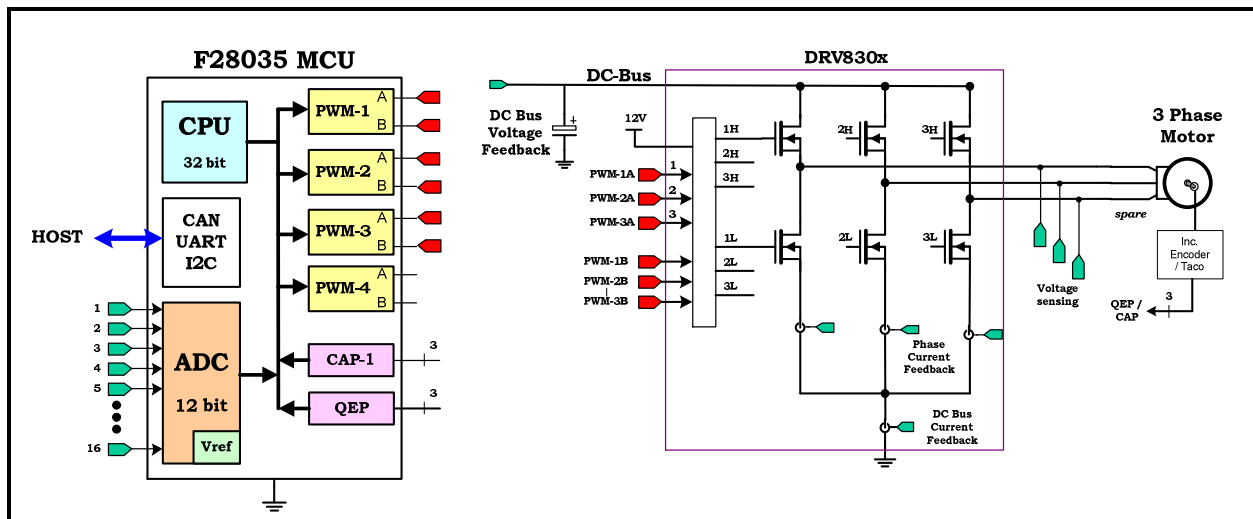 F28035 MCU
CPU
32 bit
CAN
UART
I2C
HOST
ADC
12 bit
Vref
1
2
3
4
5
16
PWM-1
A
B
PWM-2
A
B
PWM-3
A
B
PWM-4
A
B
CAP-1
3
QEP
3
DRV830x
DC-Bus
DC Bus
Voltage
Feedback
+
12V
PWM-1A
1
PWM-2A
2
PWM-3A
3
PWM-1B
PWM-2B
PWM-3B
1H
2H
3H
1L
2L
3L
2H
3H
2L
3L
Phase
Current
Feedback
DC Bus
Current
Feedback
3 Phase
Motor
spare
Voltage
sensing
Inc.
Encoder
/ Taco
QEP /
CAP
3